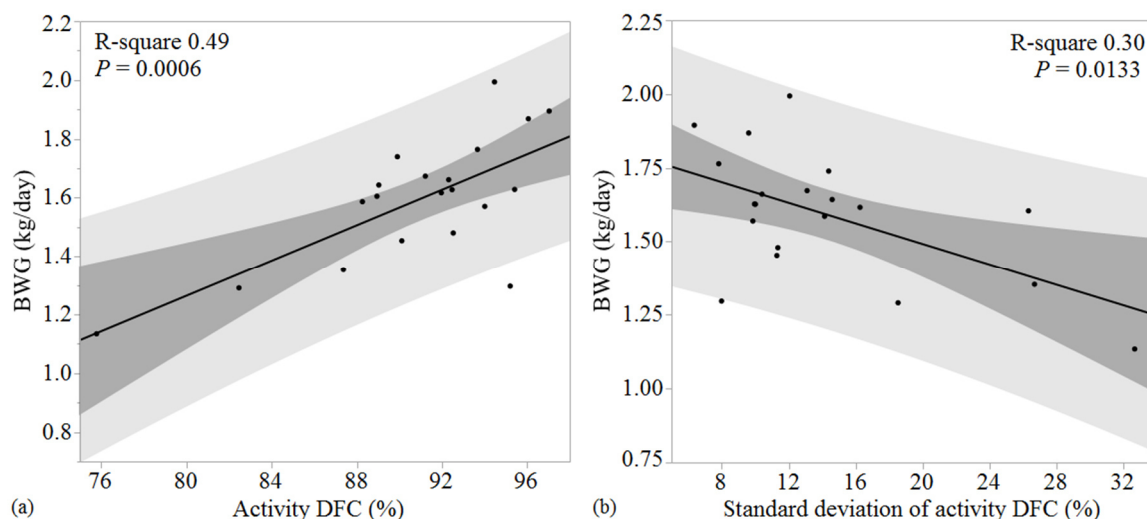 R-square 0.49
P = 0.0006
BWG (kg/day)
2.2
2.0
1.8
1.6
1.4
1.2
1.0
0.8
76 80 84 88 92 96
(a) Activity DFC (%)
R-square 0.30
P = 0.0133
BWG (kg/day)
2.25
2.00
1.75
1.50
1.25
1.00
0.75
8 12 16 20 24 28 32
(b) Standard deviation of activity DFC (%)